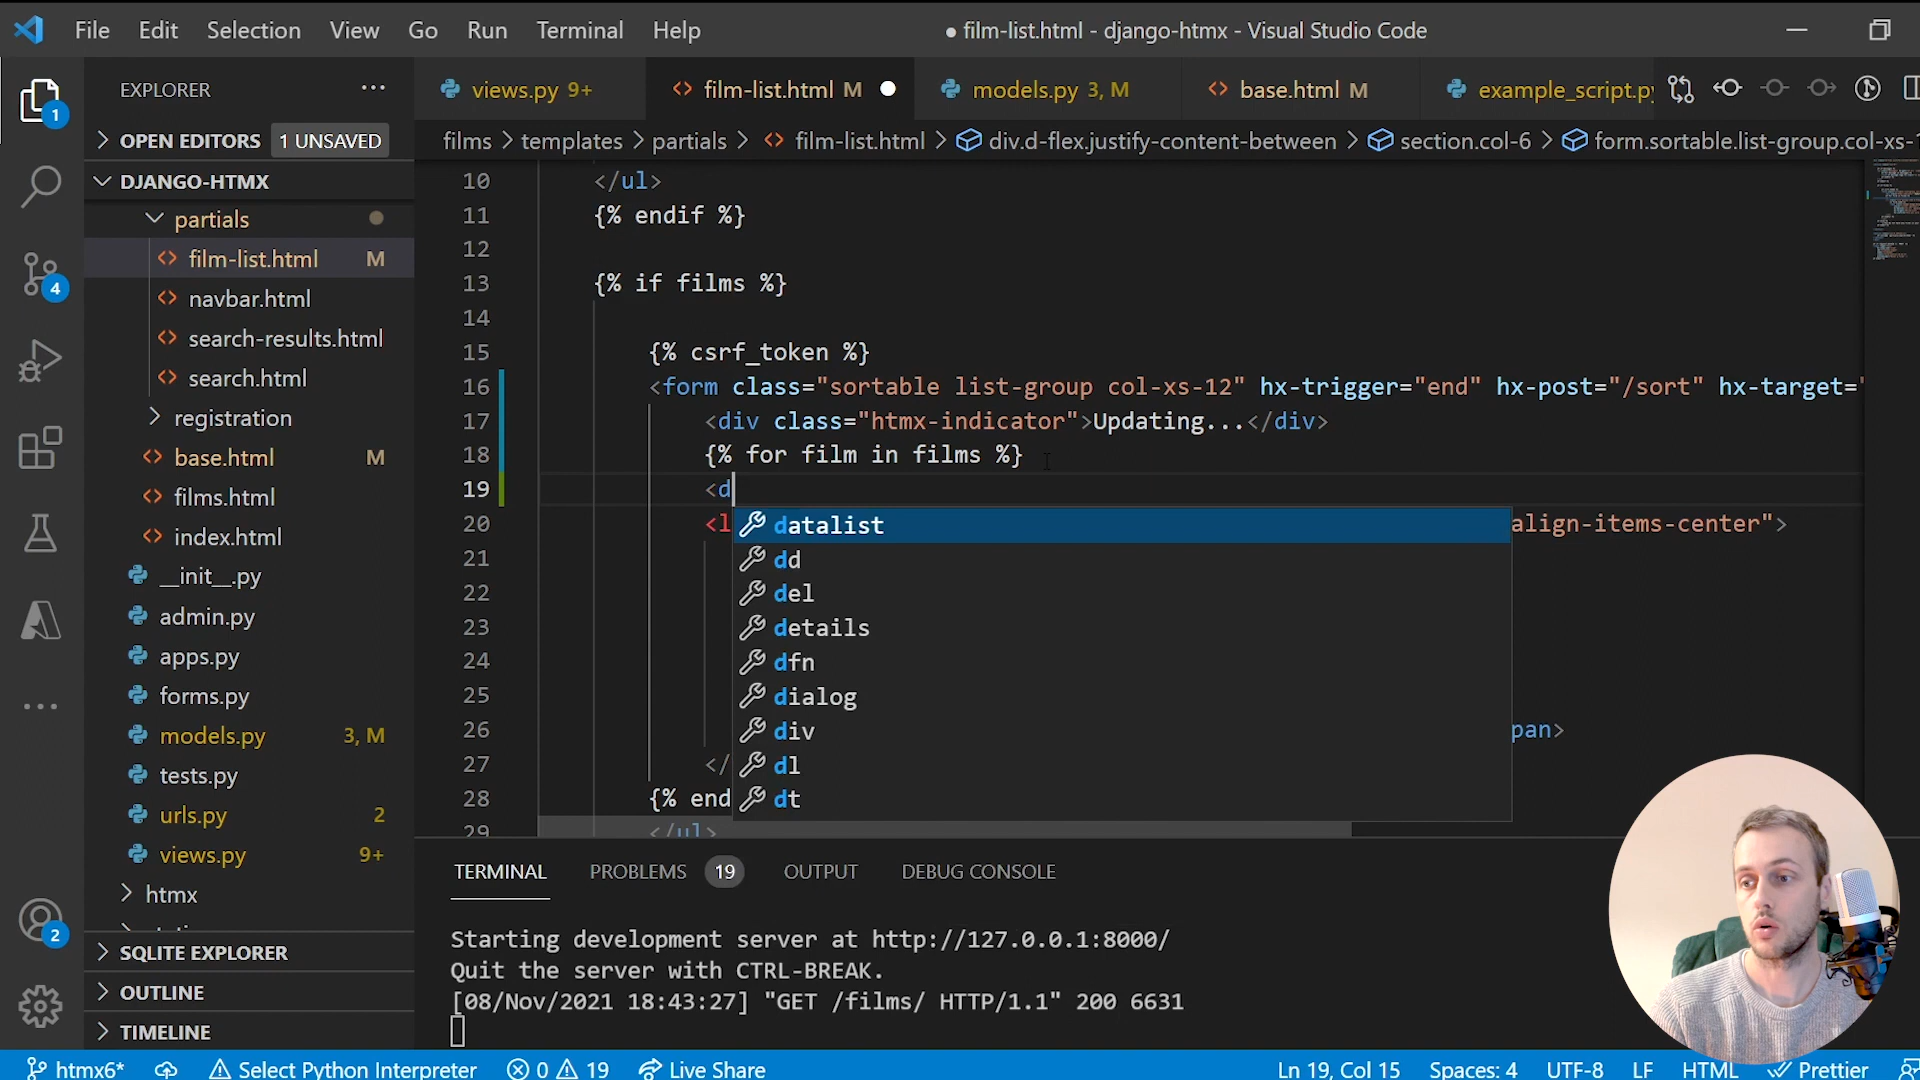 File Edit Selection View Go Run Terminal Help
● film-list.html - django-htmx - Visual Studio Code
EXPLORER
views.py 9+
film-list.html M
models.py 3, M
base.html M
example_script.py
OPEN EDITORS 1 UNSAVED
films > templates > partials > film-list.html > div.d-flex.justify-content-between > section.col-6 > form.sortable.list-group.col-xs-1
DJANGO-HTMX
partials
film-list.html M
navbar.html
search-results.html
search.html
registration
base.html M
films.html
index.html
__init__.py
admin.py
apps.py
forms.py
models.py 3, M
tests.py
urls.py 2
views.py 9+
htmx
SQLITE EXPLORER
OUTLINE
TIMELINE
1
4
2
10 </ul>
11 {% endif %}
12
13 {% if films %}
14
15 {% csrf_token %}
16 <form class="sortable list-group col-xs-12" hx-trigger="end" hx-post="/sort" hx-target="
17 <div class="htmx-indicator">Updating...</div>
18 {% for film in films %}
19 <d
20 <l align-items-center">
21
22
23
24
25
26 pan>
27 </
28 {% end
29 </ul>
datalist
dd
del
details
dfn
dialog
div
dl
dt
TERMINAL PROBLEMS 19 OUTPUT DEBUG CONSOLE
Starting development server at http://127.0.0.1:8000/
Quit the server with CTRL-BREAK.
[08/Nov/2021 18:43:27] "GET /films/ HTTP/1.1" 200 6631
htmx6* Select Python Interpreter 0 19 Live Share Ln 19, Col 15 Spaces: 4 UTF-8 LF HTML Prettier